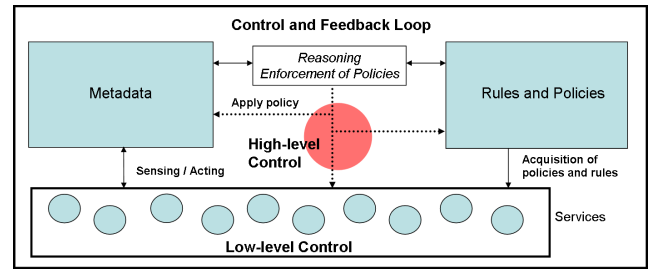 Control and Feedback Loop
Metadata
Reasoning
Enforcement of Policies
Rules and Policies
Apply policy
High-level
Control
Sensing / Acting
Acquisition of
policies and rules
Services
Low-level Control